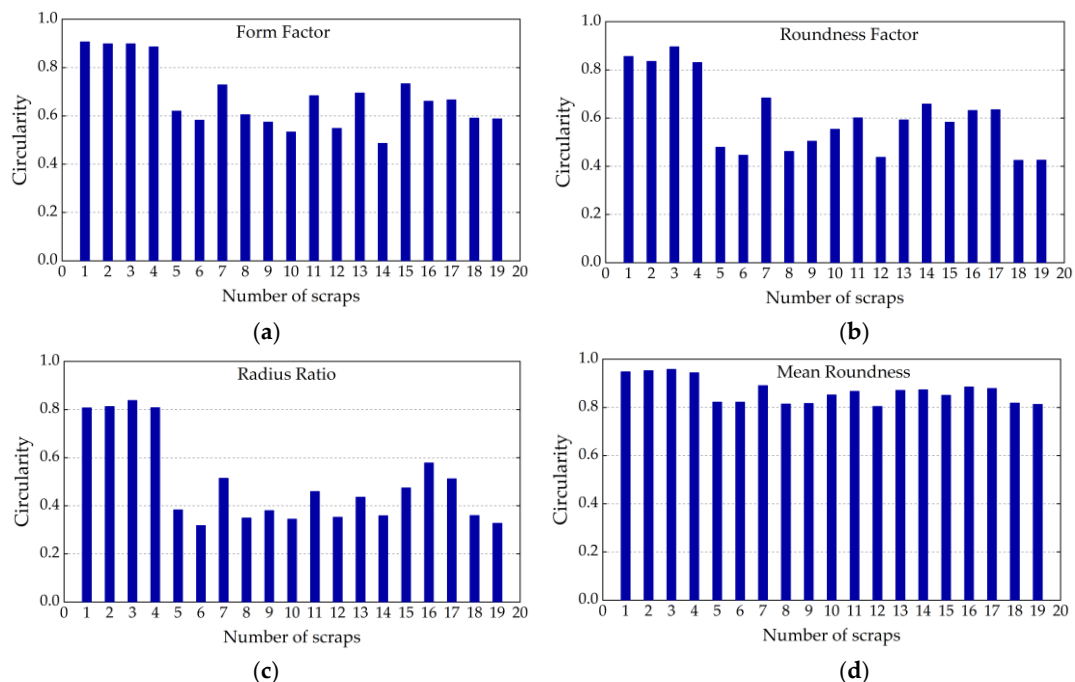 Form Factor
Circularity
1.0
0.8
0.6
0.4
0.2
0.0
0 1 2 3 4 5 6 7 8 9 10 11 12 13 14 15 16 17 18 19 20
Number of scraps
(a)
Roundness Factor
Circularity
1.0
0.8
0.6
0.4
0.2
0.0
0 1 2 3 4 5 6 7 8 9 10 11 12 13 14 15 16 17 18 19 20
Number of scraps
(b)
Radius Ratio
Circularity
1.0
0.8
0.6
0.4
0.2
0.0
0 1 2 3 4 5 6 7 8 9 10 11 12 13 14 15 16 17 18 19 20
Number of scraps
(c)
Mean Roundness
Circularity
1.0
0.8
0.6
0.4
0.2
0.0
0 1 2 3 4 5 6 7 8 9 10 11 12 13 14 15 16 17 18 19 20
Number of scraps
(d)